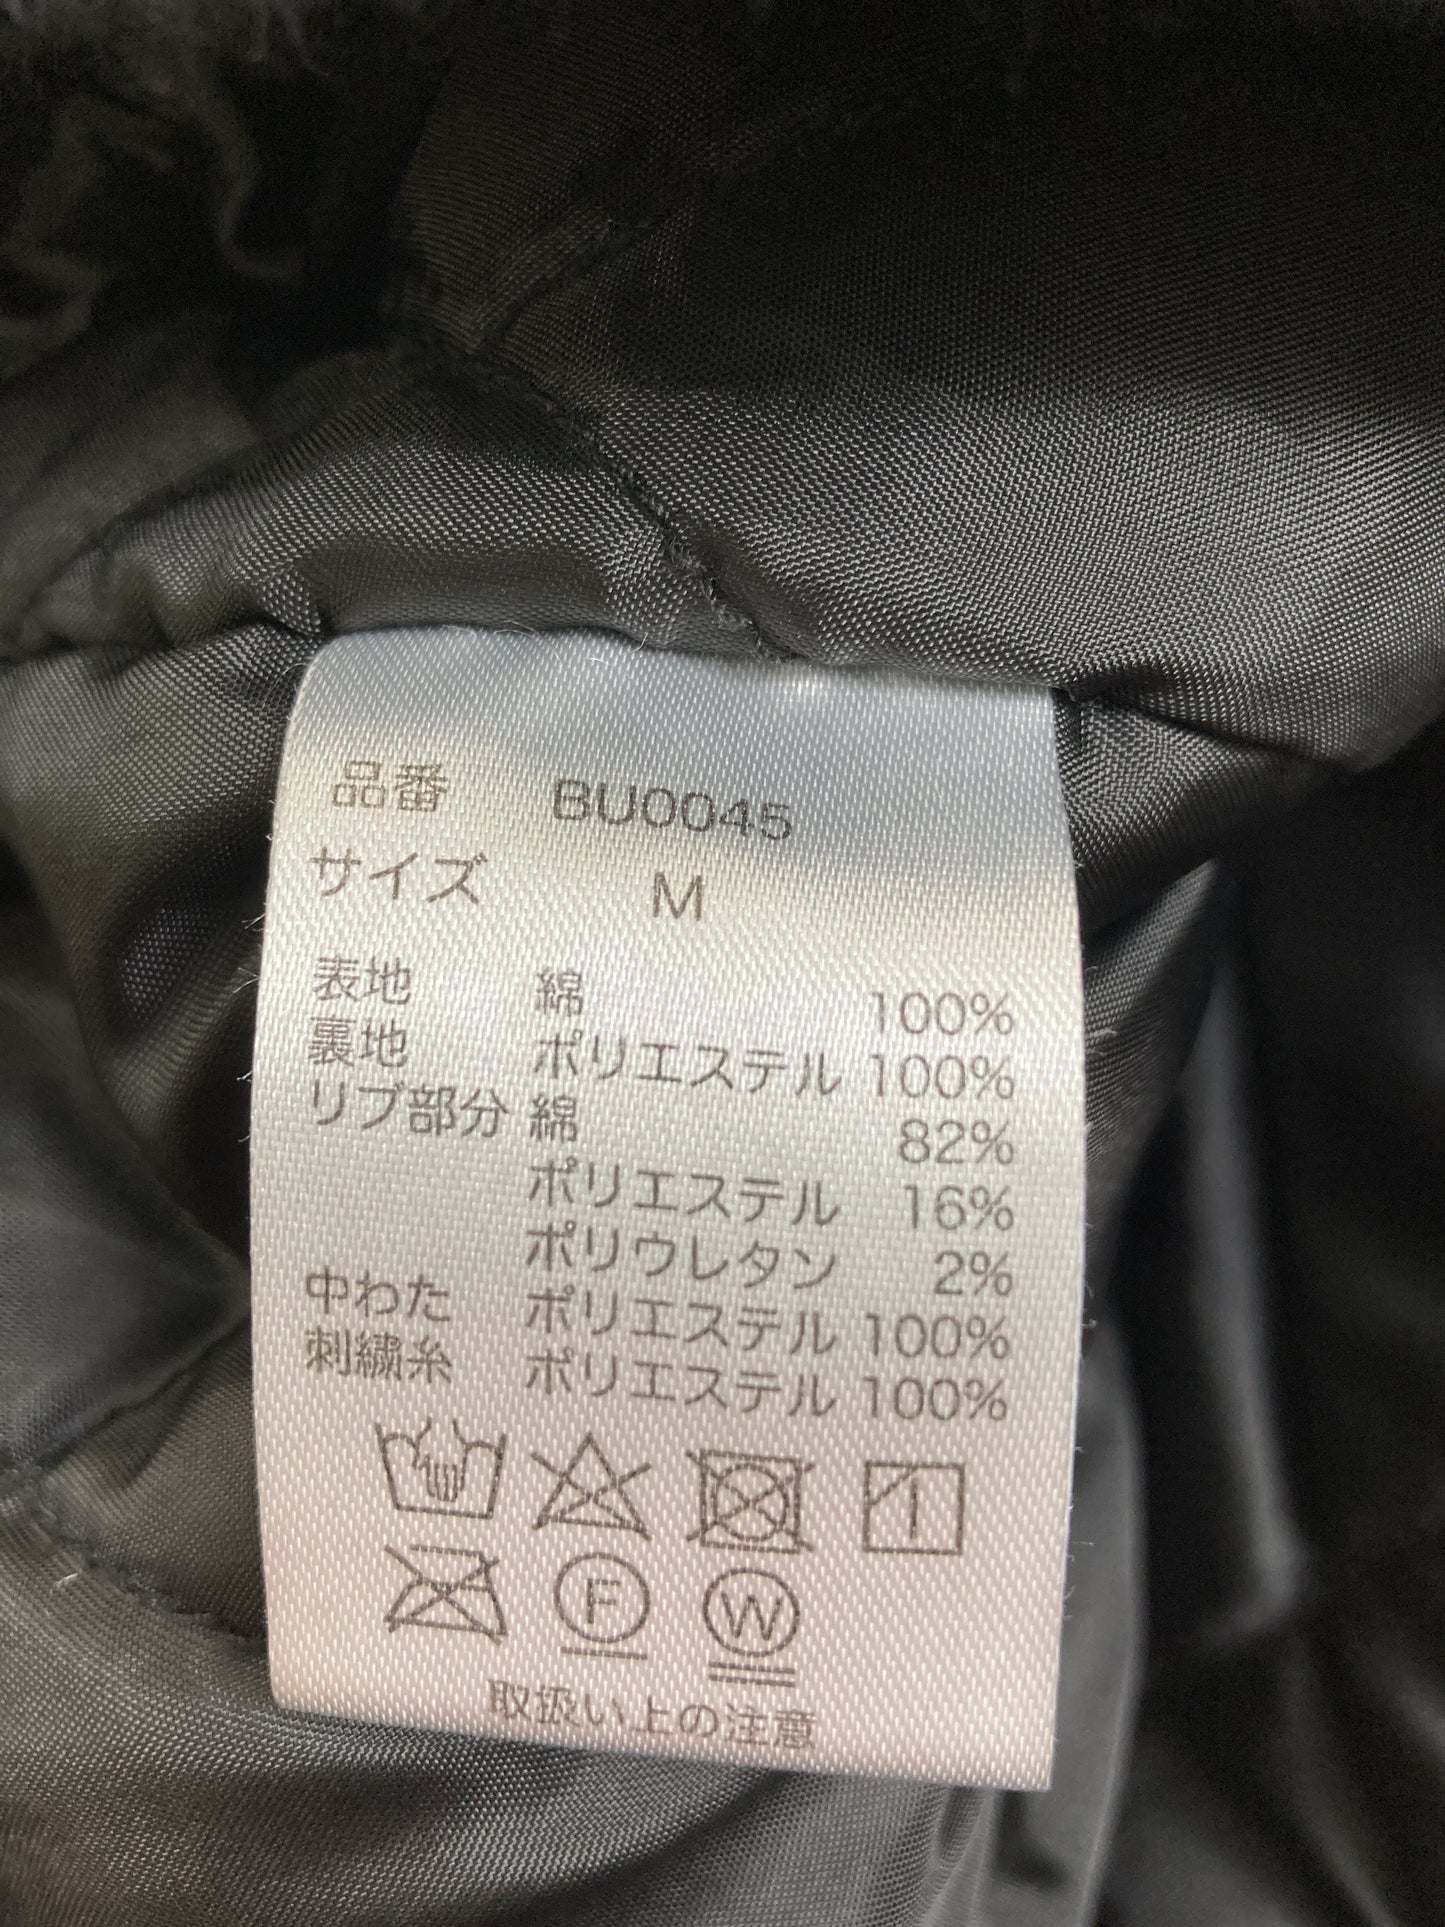 品番 BU0045
サイズ M
表地 綿 100%
裏地 ポリエステル 100%
リブ部分 綿 82%
ポリエステル 16%
ポリウレタン 2%
中わた ポリエステル 100%
刺繍糸 ポリエステル 100%
F W
取扱い上の注意